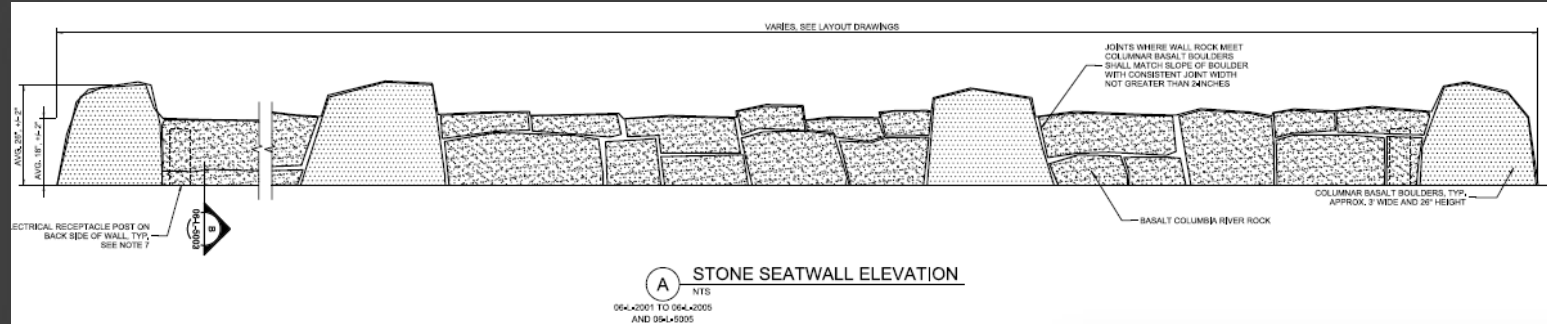 VARIES, SEE LAYOUT DRAWINGS
JOINTS WHERE WALL ROCK MEET
COLUMNAR BASALT BOULDERS
SHALL MATCH SLOPE OF BOULDER
WITH CONSISTENT JOINT WIDTH
NOT GREATER THAN 2-INCHES
AVG. 26" +/- 2"
AVG. 18" +/- 2"
LECTRICAL RECEPTACLE POST ON
BACK SIDE OF WALL, TYP,
SEE NOTE 7
B
06-L-5003
COLUMNAR BASALT BOULDERS, TYP,
APPROX. 3' WIDE AND 26" HEIGHT
BASALT COLUMBIA RIVER ROCK
A
STONE SEATWALL ELEVATION
NTS
06-L-2001 TO 06-L-2005
AND 06-L-5005